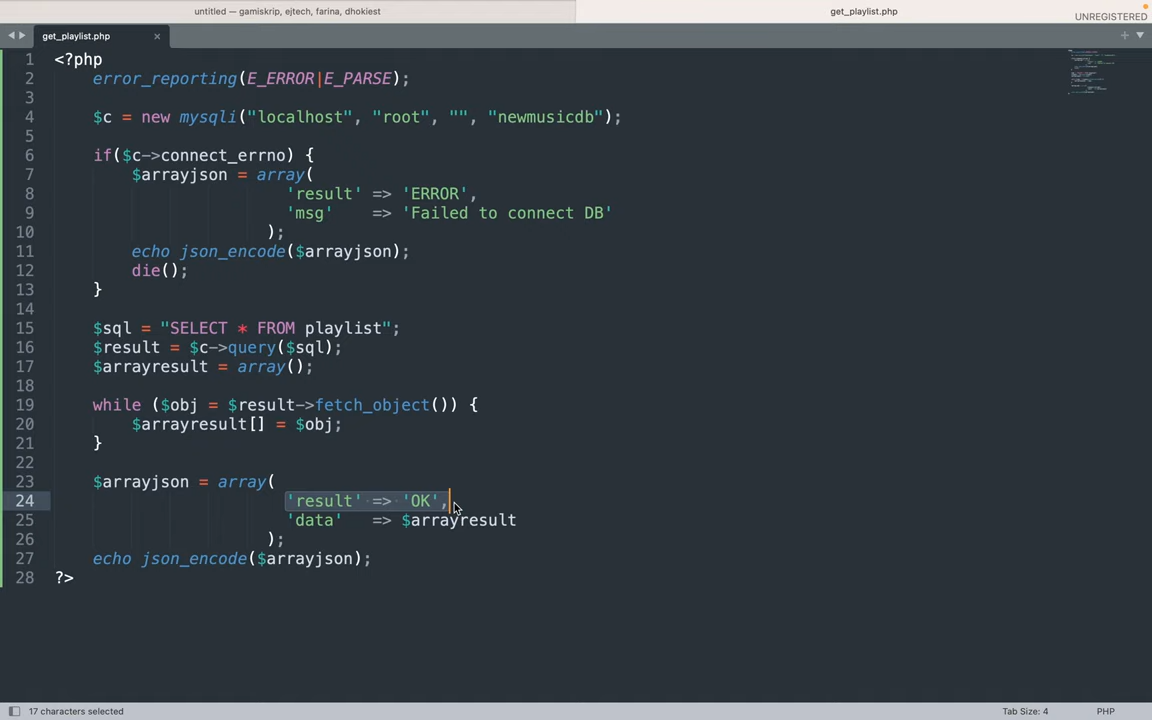 untitled — gamiskrip, ejtech, farina, dhokiest
get_playlist.php
UNREGISTERED
get_playlist.php
1 <?php
2 error_reporting(E_ERROR|E_PARSE);
3
4 $c = new mysqli("localhost", "root", "", "newmusicdb");
5
6 if($c->connect_errno) {
7 $arrayjson = array(
8 'result' => 'ERROR',
9 'msg' => 'Failed to connect DB'
10 );
11 echo json_encode($arrayjson);
12 die();
13 }
14
15 $sql = "SELECT * FROM playlist";
16 $result = $c->query($sql);
17 $arrayresult = array();
18
19 while ($obj = $result->fetch_object()) {
20 $arrayresult[] = $obj;
21 }
22
23 $arrayjson = array(
24 'result' => 'OK',
25 'data' => $arrayresult
26 );
27 echo json_encode($arrayjson);
28 ?>
17 characters selected
Tab Size: 4
PHP